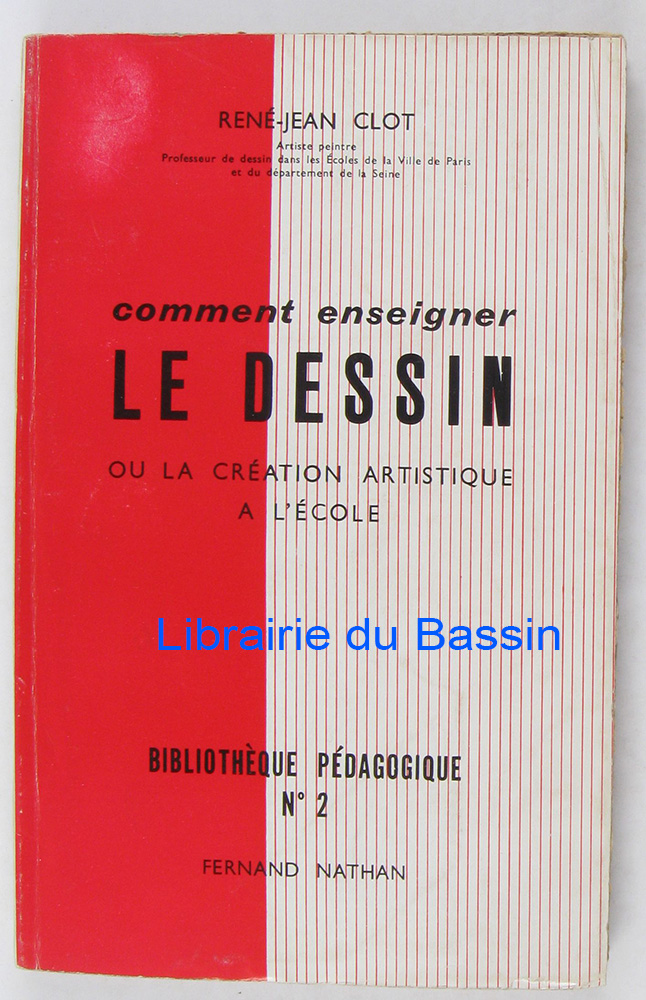 RENÉ-JEAN CLOT
Artiste peintre
Professeur de dessin dans les Écoles de la Ville de Paris
et du département de la Seine
comment enseigner
LE DESSIN
OU LA CRÉATION ARTISTIQUE
A L'ÉCOLE
Librairie du Bassin
BIBLIOTHÈQUE PÉDAGOGIQUE
N° 2
FERNAND NATHAN